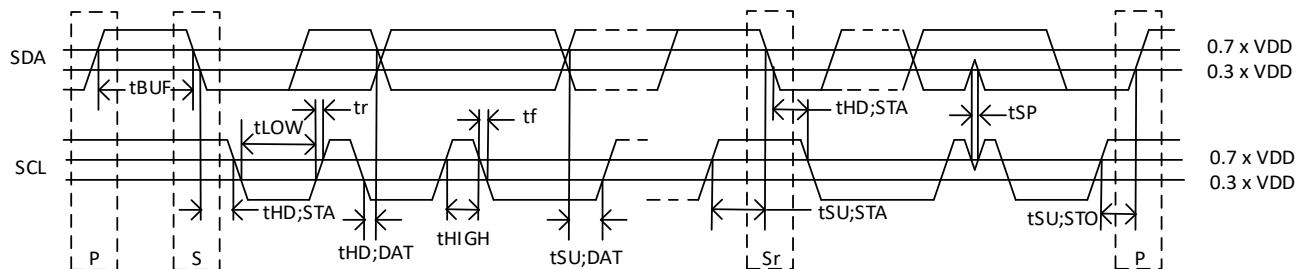 SDA
0.7 x VDD
0.3 x VDD
tBUF
tr
tLOW
tf
tHD;STA
tSP
SCL
0.7 x VDD
0.3 x VDD
tHD;STA
tHD;DAT
tHIGH
tSU;DAT
tSU;STA
tSU;STO
P
S
Sr
P